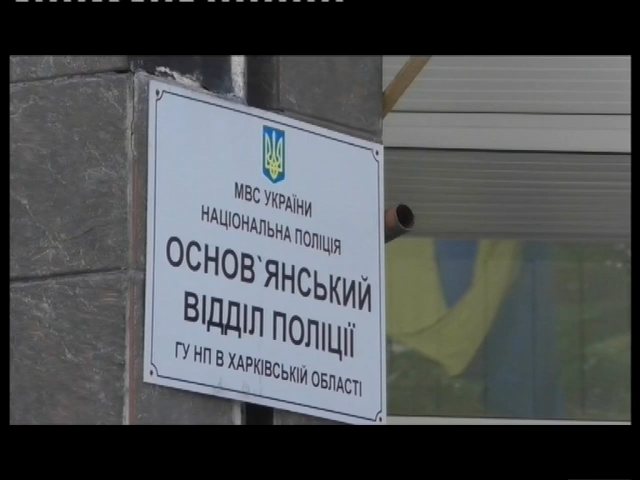 МВС УКРАЇНИ
НАЦІОНАЛЬНА ПОЛІЦІЯ
ОСНОВ`ЯНСЬКИЙ
ВІДДІЛ ПОЛІЦІЇ
ГУ НП В ХАРКІВСЬКІЙ ОБЛАСТІ